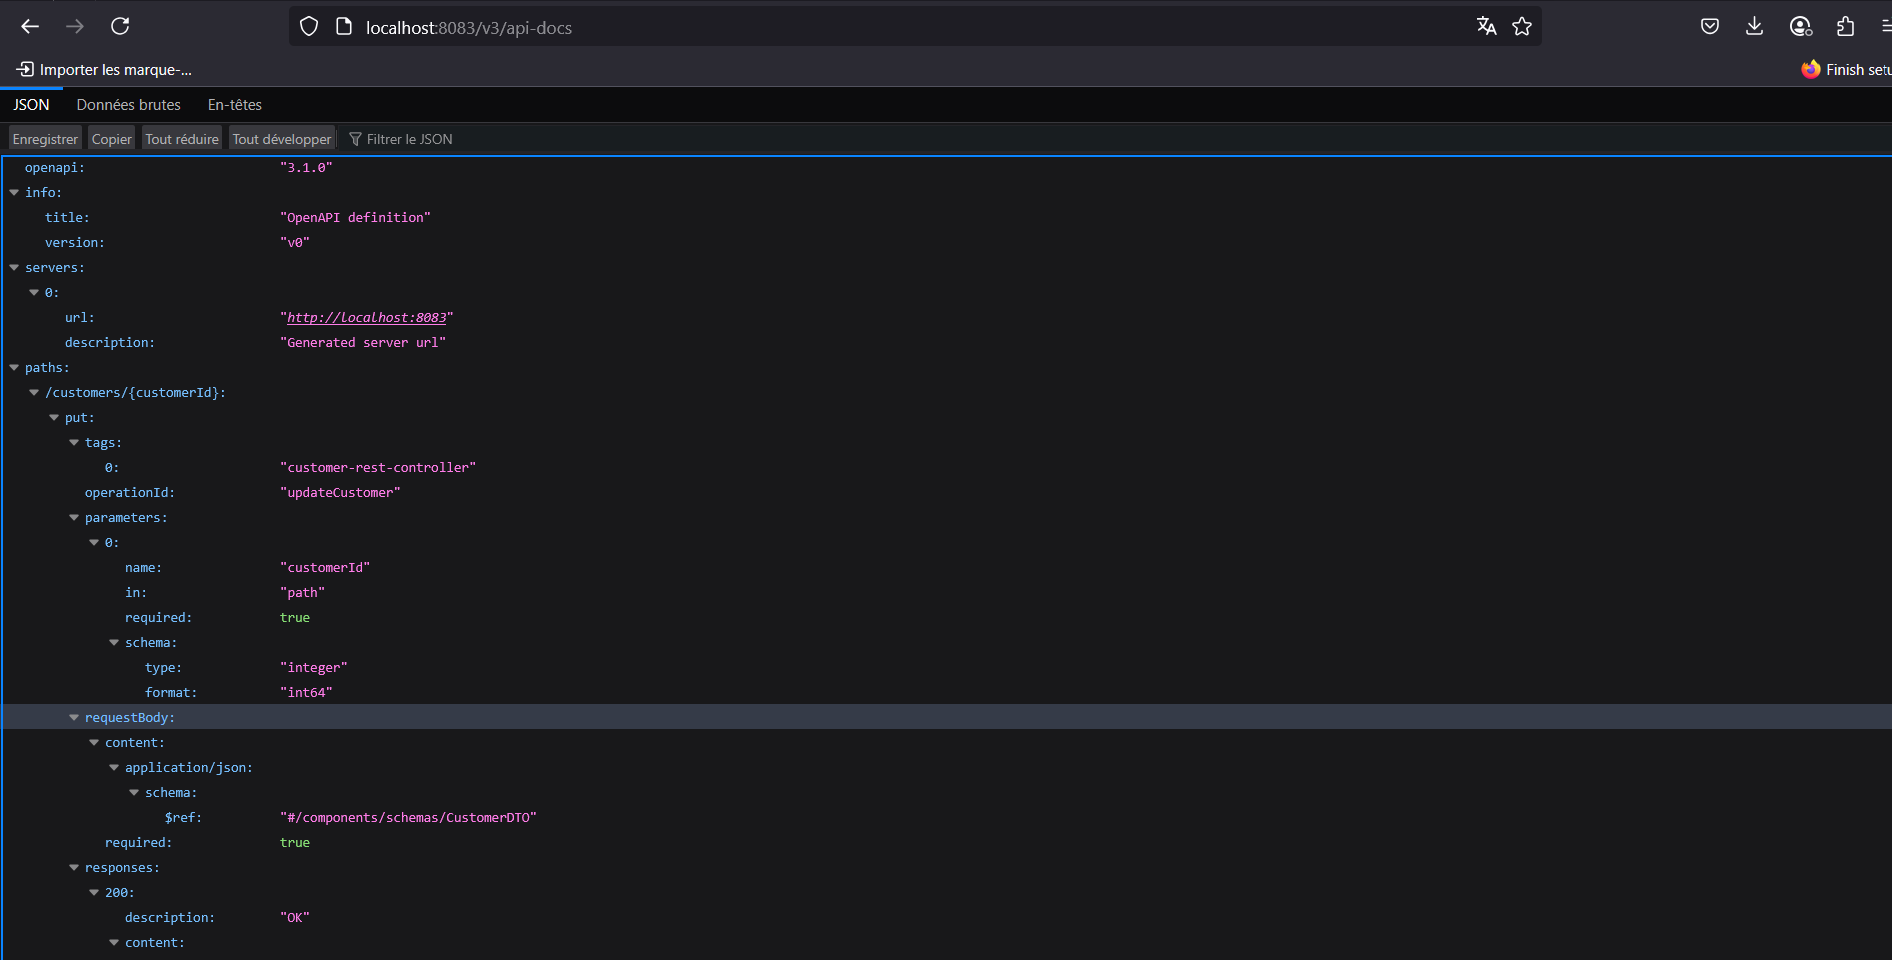 localhost:8083/v3/api-docs
Importer les marque-...
Finish setu
JSON Données brutes En-têtes
Enregistrer Copier Tout réduire Tout développer Filtrer le JSON
openapi: "3.1.0"
info:
title: "OpenAPI definition"
version: "v0"
servers:
0:
url: "http://localhost:8083"
description: "Generated server url"
paths:
/customers/{customerId}:
put:
tags:
0: "customer-rest-controller"
operationId: "updateCustomer"
parameters:
0:
name: "customerId"
in: "path"
required: true
schema:
type: "integer"
format: "int64"
requestBody:
content:
application/json:
schema:
$ref: "#/components/schemas/CustomerDTO"
required: true
responses:
200:
description: "OK"
content: